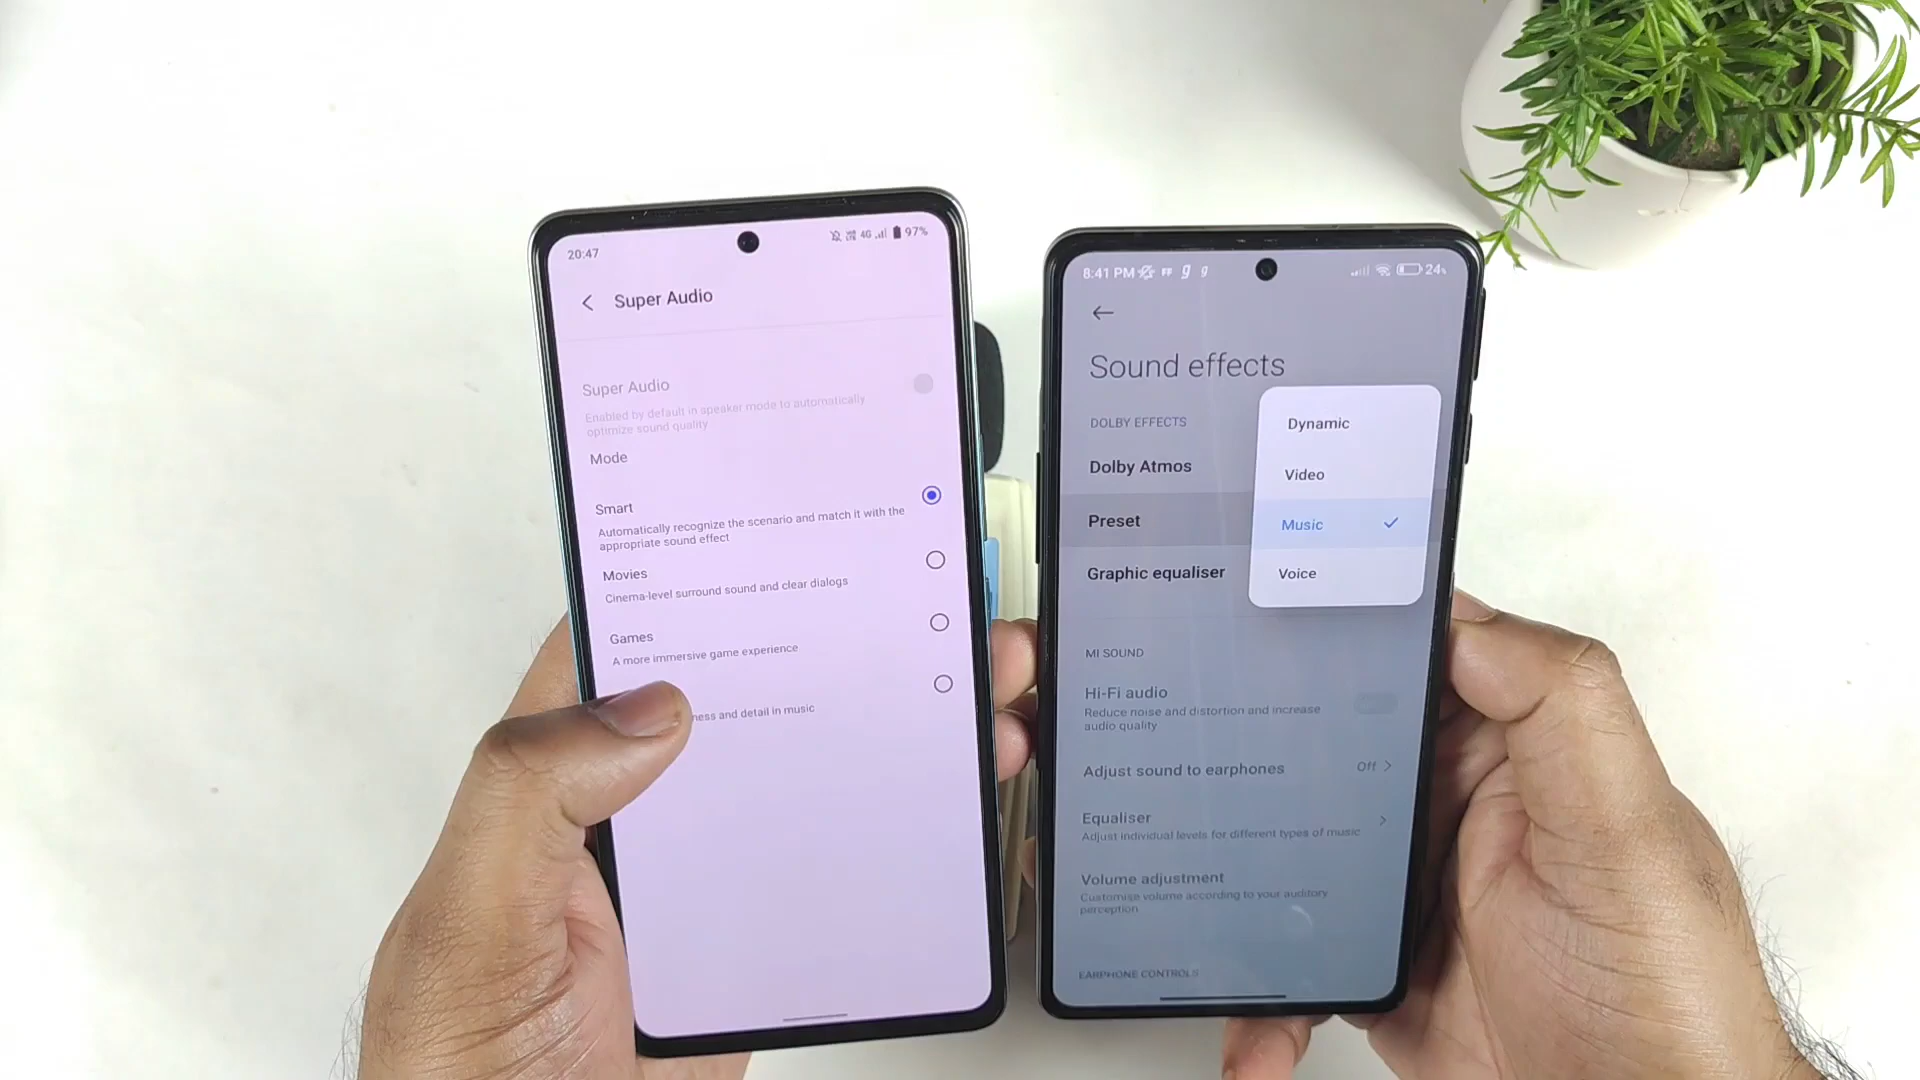 20:47
4G
97%
Super Audio
Super Audio
Enabled by default in speaker mode to automatically
optimize sound quality
Mode
Smart
Automatically recognize the scenario and match it with the
appropriate sound effect
Movies
Cinema-level surround sound and clear dialogs
Games
A more immersive game experience
and detail in music
8:41 PM
24
Sound effects
DOLBY EFFECTS
Dolby Atmos
Preset
Graphic equaliser
Dynamic
Video
Music
Voice
MI SOUND
Hi-Fi audio
Reduce noise and distortion and increase
audio quality
Adjust sound to earphones
Off
Equaliser
Adjust individual levels for different types of music
Volume adjustment
Customise volume according to your auditory
perception
EARPHONE CONTROLS